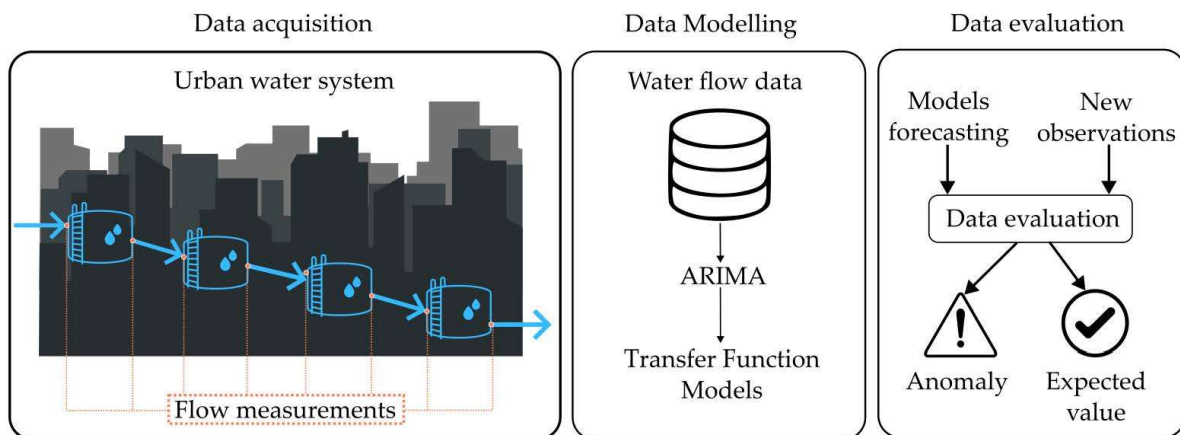 Data acquisition
Urban water system
Flow measurements
Data Modelling
Water flow data
ARIMA
Transfer Function
Models
Data evaluation
Models
forecasting
New
observations
Data evaluation
Anomaly
Expected
value